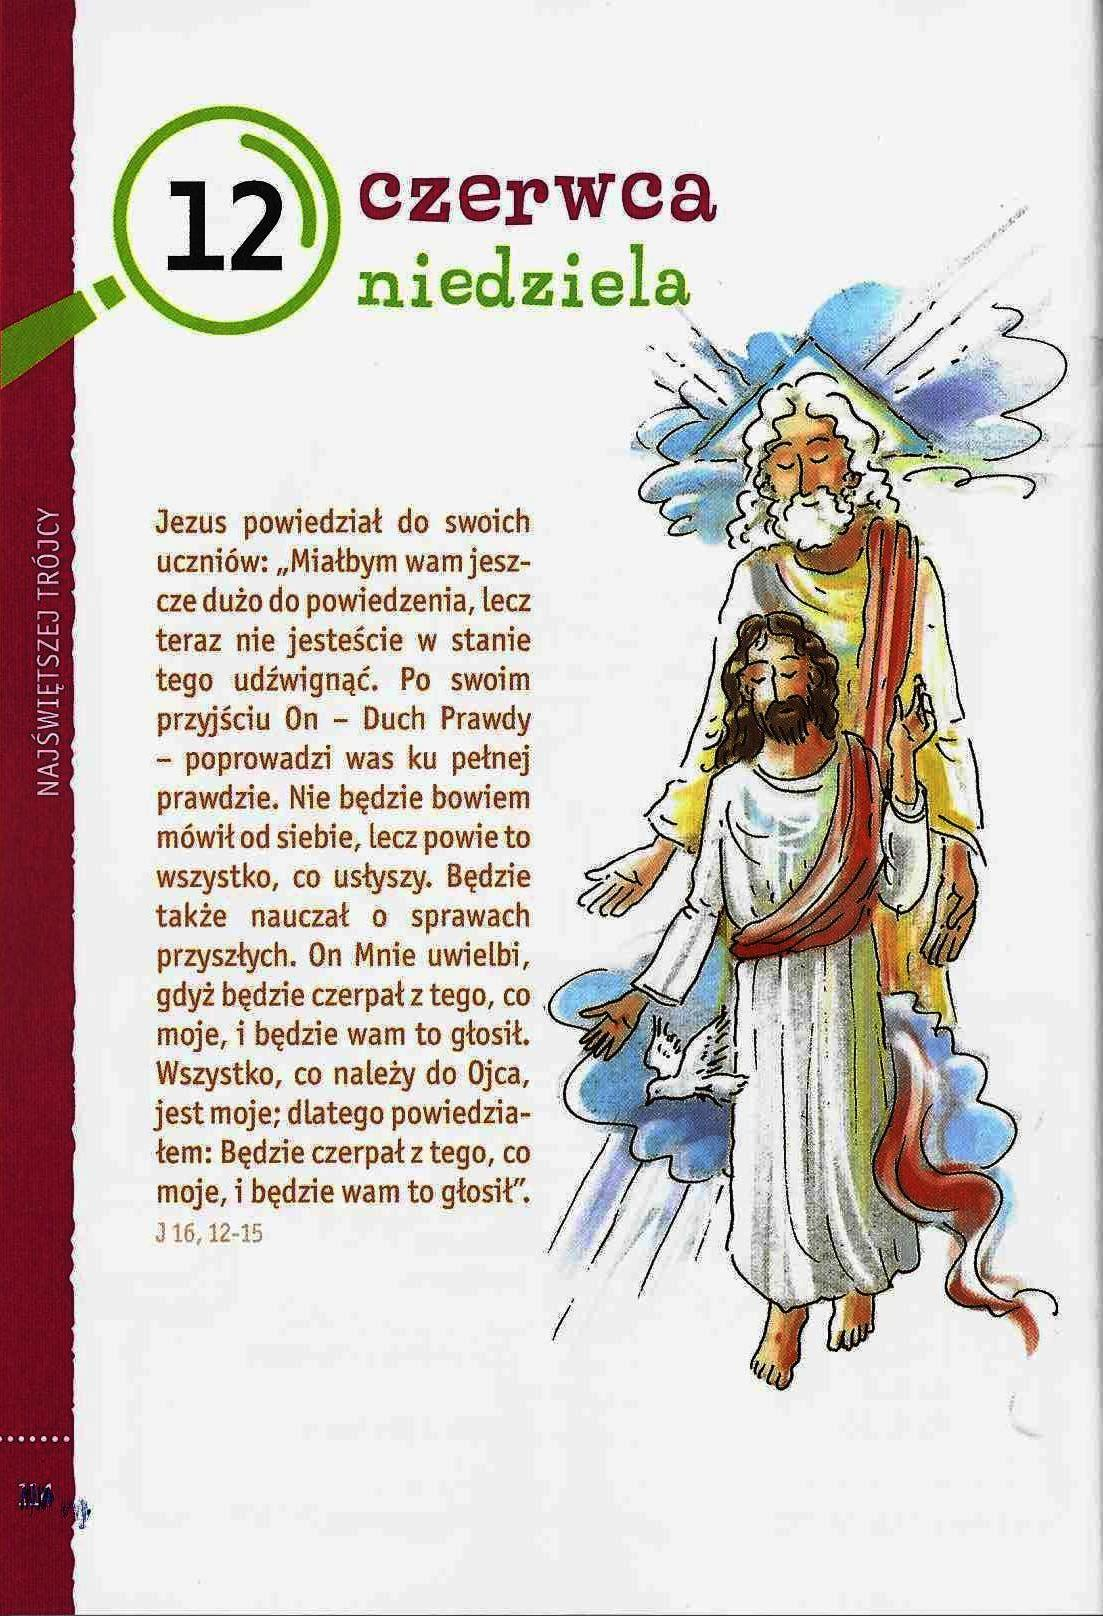 12
czerwca
niedziela
NAJŚWIĘTSZEJ TRÓJCY
Jezus powiedział do swoich
uczniów: „Miałbym wam jesz-
cze dużo do powiedzenia, lecz
teraz nie jesteście w stanie
tego udźwignąć. Po swoim
przyjściu On – Duch Prawdy
– poprowadzi was ku pełnej
prawdzie. Nie będzie bowiem
mówił od siebie, lecz powie to
wszystko, co usłyszy. Będzie
także nauczał o sprawach
przyszłych. On Mnie uwielbi,
gdyż będzie czerpał z tego, co
moje, i będzie wam to głosił.
Wszystko, co należy do Ojca,
jest moje; dlatego powiedzia-
łem: Będzie czerpał z tego, co
moje, i będzie wam to głosił”.
J 16, 12-15